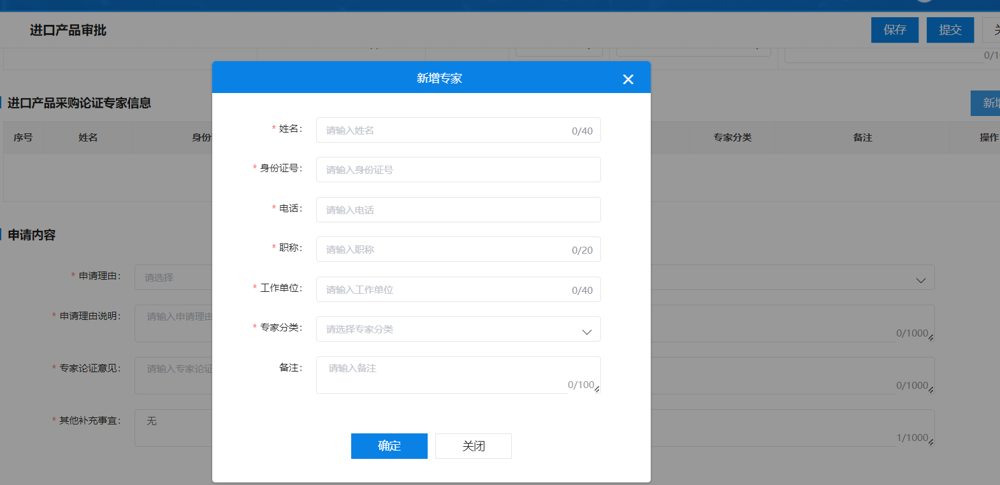 进口产品审批
保存
提交
0/1
新增专家
进口产品采购论证专家信息
新增
序号
姓名
身份
专家分类
备注
操作
* 姓名：
请输入姓名
0/40
* 身份证号：
请输入身份证号
* 电话：
请输入电话
* 职称：
请输入职称
0/20
* 工作单位：
请输入工作单位
0/40
* 专家分类：
请选择专家分类
备注：
请输入备注
0/100
确定
关闭
申请内容
* 申请理由：
请选择
* 申请理由说明：
请输入申请理由
0/1000
* 专家论证意见：
请输入专家论证
0/1000
* 其他补充事宜：
无
1/1000